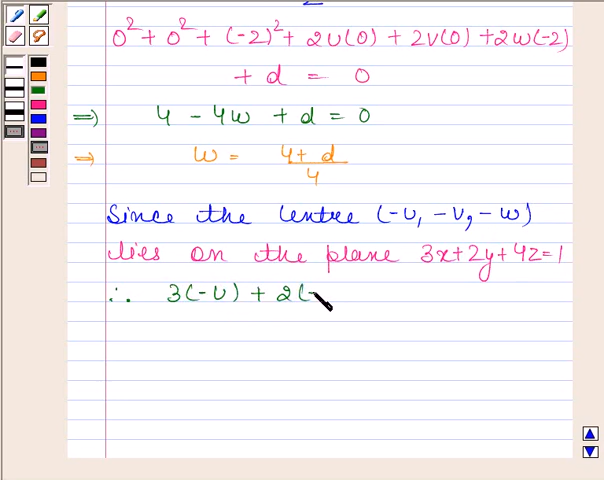 0² + 0² + (-2)² + 2u(0) + 2v(0) + 2w(-2)
+ d = 0
⇒ 4 - 4w + d = 0
⇒ w = (4 + d)/4
Since the centre (-u, -v, -w)
lies on the plane 3x+2y+4z=1
∴ 3(-u) + 2(-